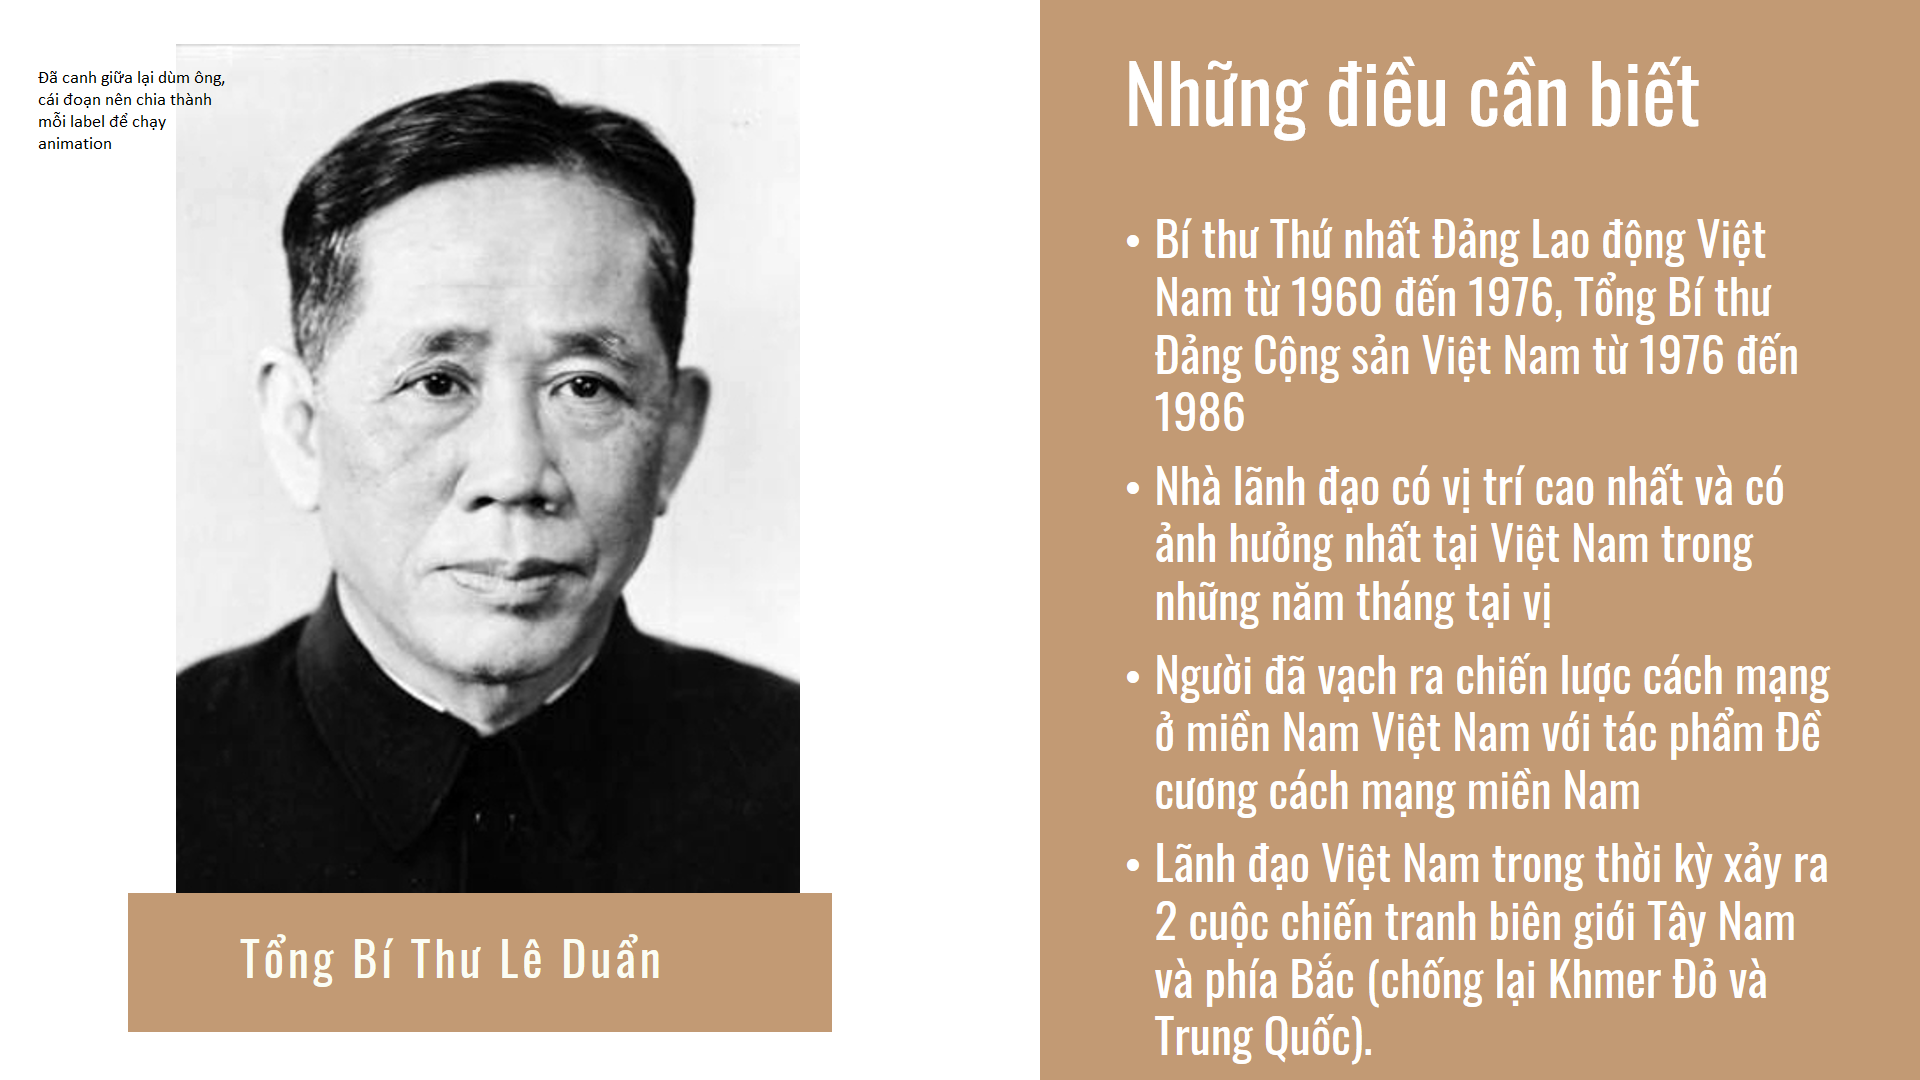 Đã canh giữa lại dùm ông,
cái đoạn nên chia thành
mỗi label để chạy
animation
Tổng Bí Thư Lê Duẩn
Những điều cần biết
• Bí thư Thứ nhất Đảng Lao động Việt
Nam từ 1960 đến 1976, Tổng Bí thư
Đảng Cộng sản Việt Nam từ 1976 đến
1986
• Nhà lãnh đạo có vị trí cao nhất và có
ảnh hưởng nhất tại Việt Nam trong
những năm tháng tại vị
• Người đã vạch ra chiến lược cách mạng
ở miền Nam Việt Nam với tác phẩm Đề
cương cách mạng miền Nam
• Lãnh đạo Việt Nam trong thời kỳ xảy ra
2 cuộc chiến tranh biên giới Tây Nam
và phía Bắc (chống lại Khmer Đỏ và
Trung Quốc).